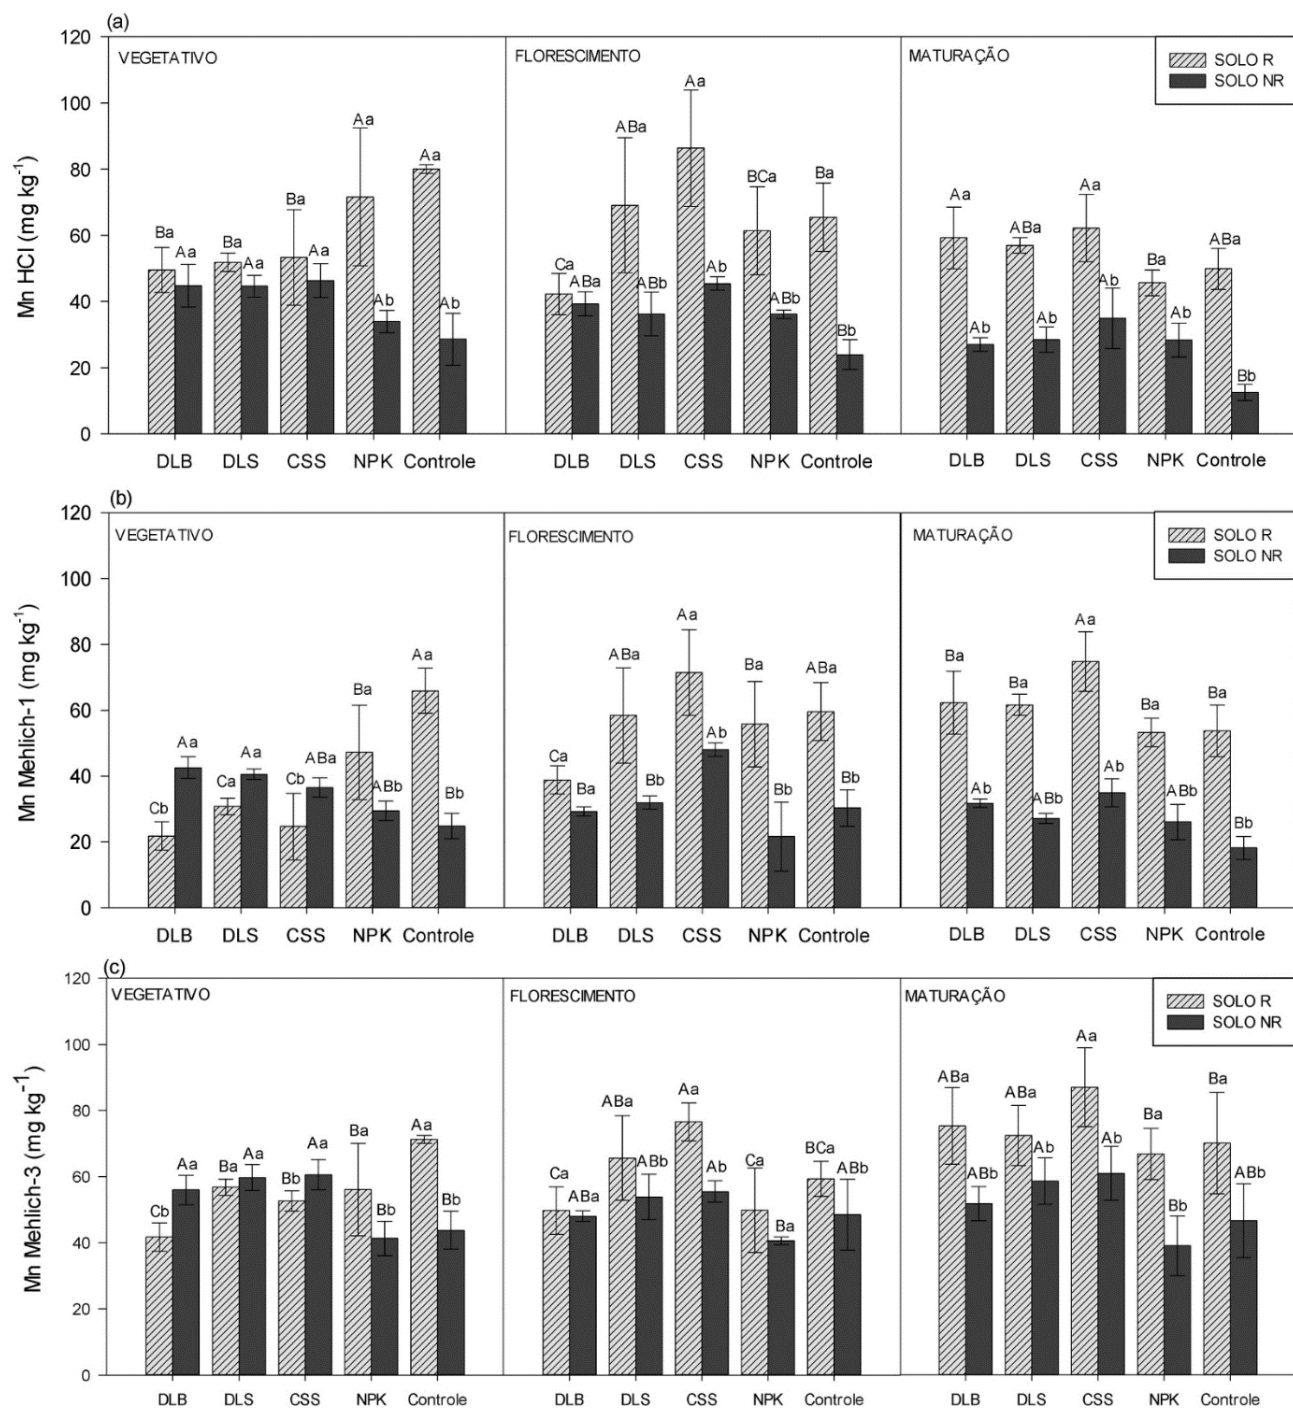 (a)
120
100
80
60
40
20
0
Mn HCl (mg kg-1)
VEGETATIVO
FLORESCIMENTO
MATURAÇÃO
SOLO R
SOLO NR
Ba Aa Ba Aa Ba Aa Aa Ab Aa Ab
Ca ABa ABa ABb Aa Ab BCa ABb Ba Bb
Aa Ab ABa Ab Aa Ab Ba Ab ABa Bb
DLB DLS CSS NPK Controle
DLB DLS CSS NPK Controle
DLB DLS CSS NPK Controle
(b)
120
100
80
60
40
20
0
Mn Mehlich-1 (mg kg-1)
VEGETATIVO
FLORESCIMENTO
MATURAÇÃO
SOLO R
SOLO NR
Cb Aa Ca Aa Cb ABa Ba ABb Aa Bb
Ca Ba ABa Bb Aa Ab Ba Bb ABa Bb
Ba Ab Ba ABb Aa Ab Ba ABb Ba Bb
DLB DLS CSS NPK Controle
DLB DLS CSS NPK Controle
DLB DLS CSS NPK Controle
(c)
120
100
80
60
40
20
0
Mn Mehlich-3 (mg kg-1)
VEGETATIVO
FLORESCIMENTO
MATURAÇÃO
SOLO R
SOLO NR
Cb Aa Ba Aa Bb Aa Ba Bb Aa Bb
Ca ABa ABa ABb Aa Ab Ca Ba BCa ABb
ABa ABb ABa Ab Aa Ab Ba Bb Ba ABb
DLB DLS CSS NPK Controle
DLB DLS CSS NPK Controle
DLB DLS CSS NPK Controle